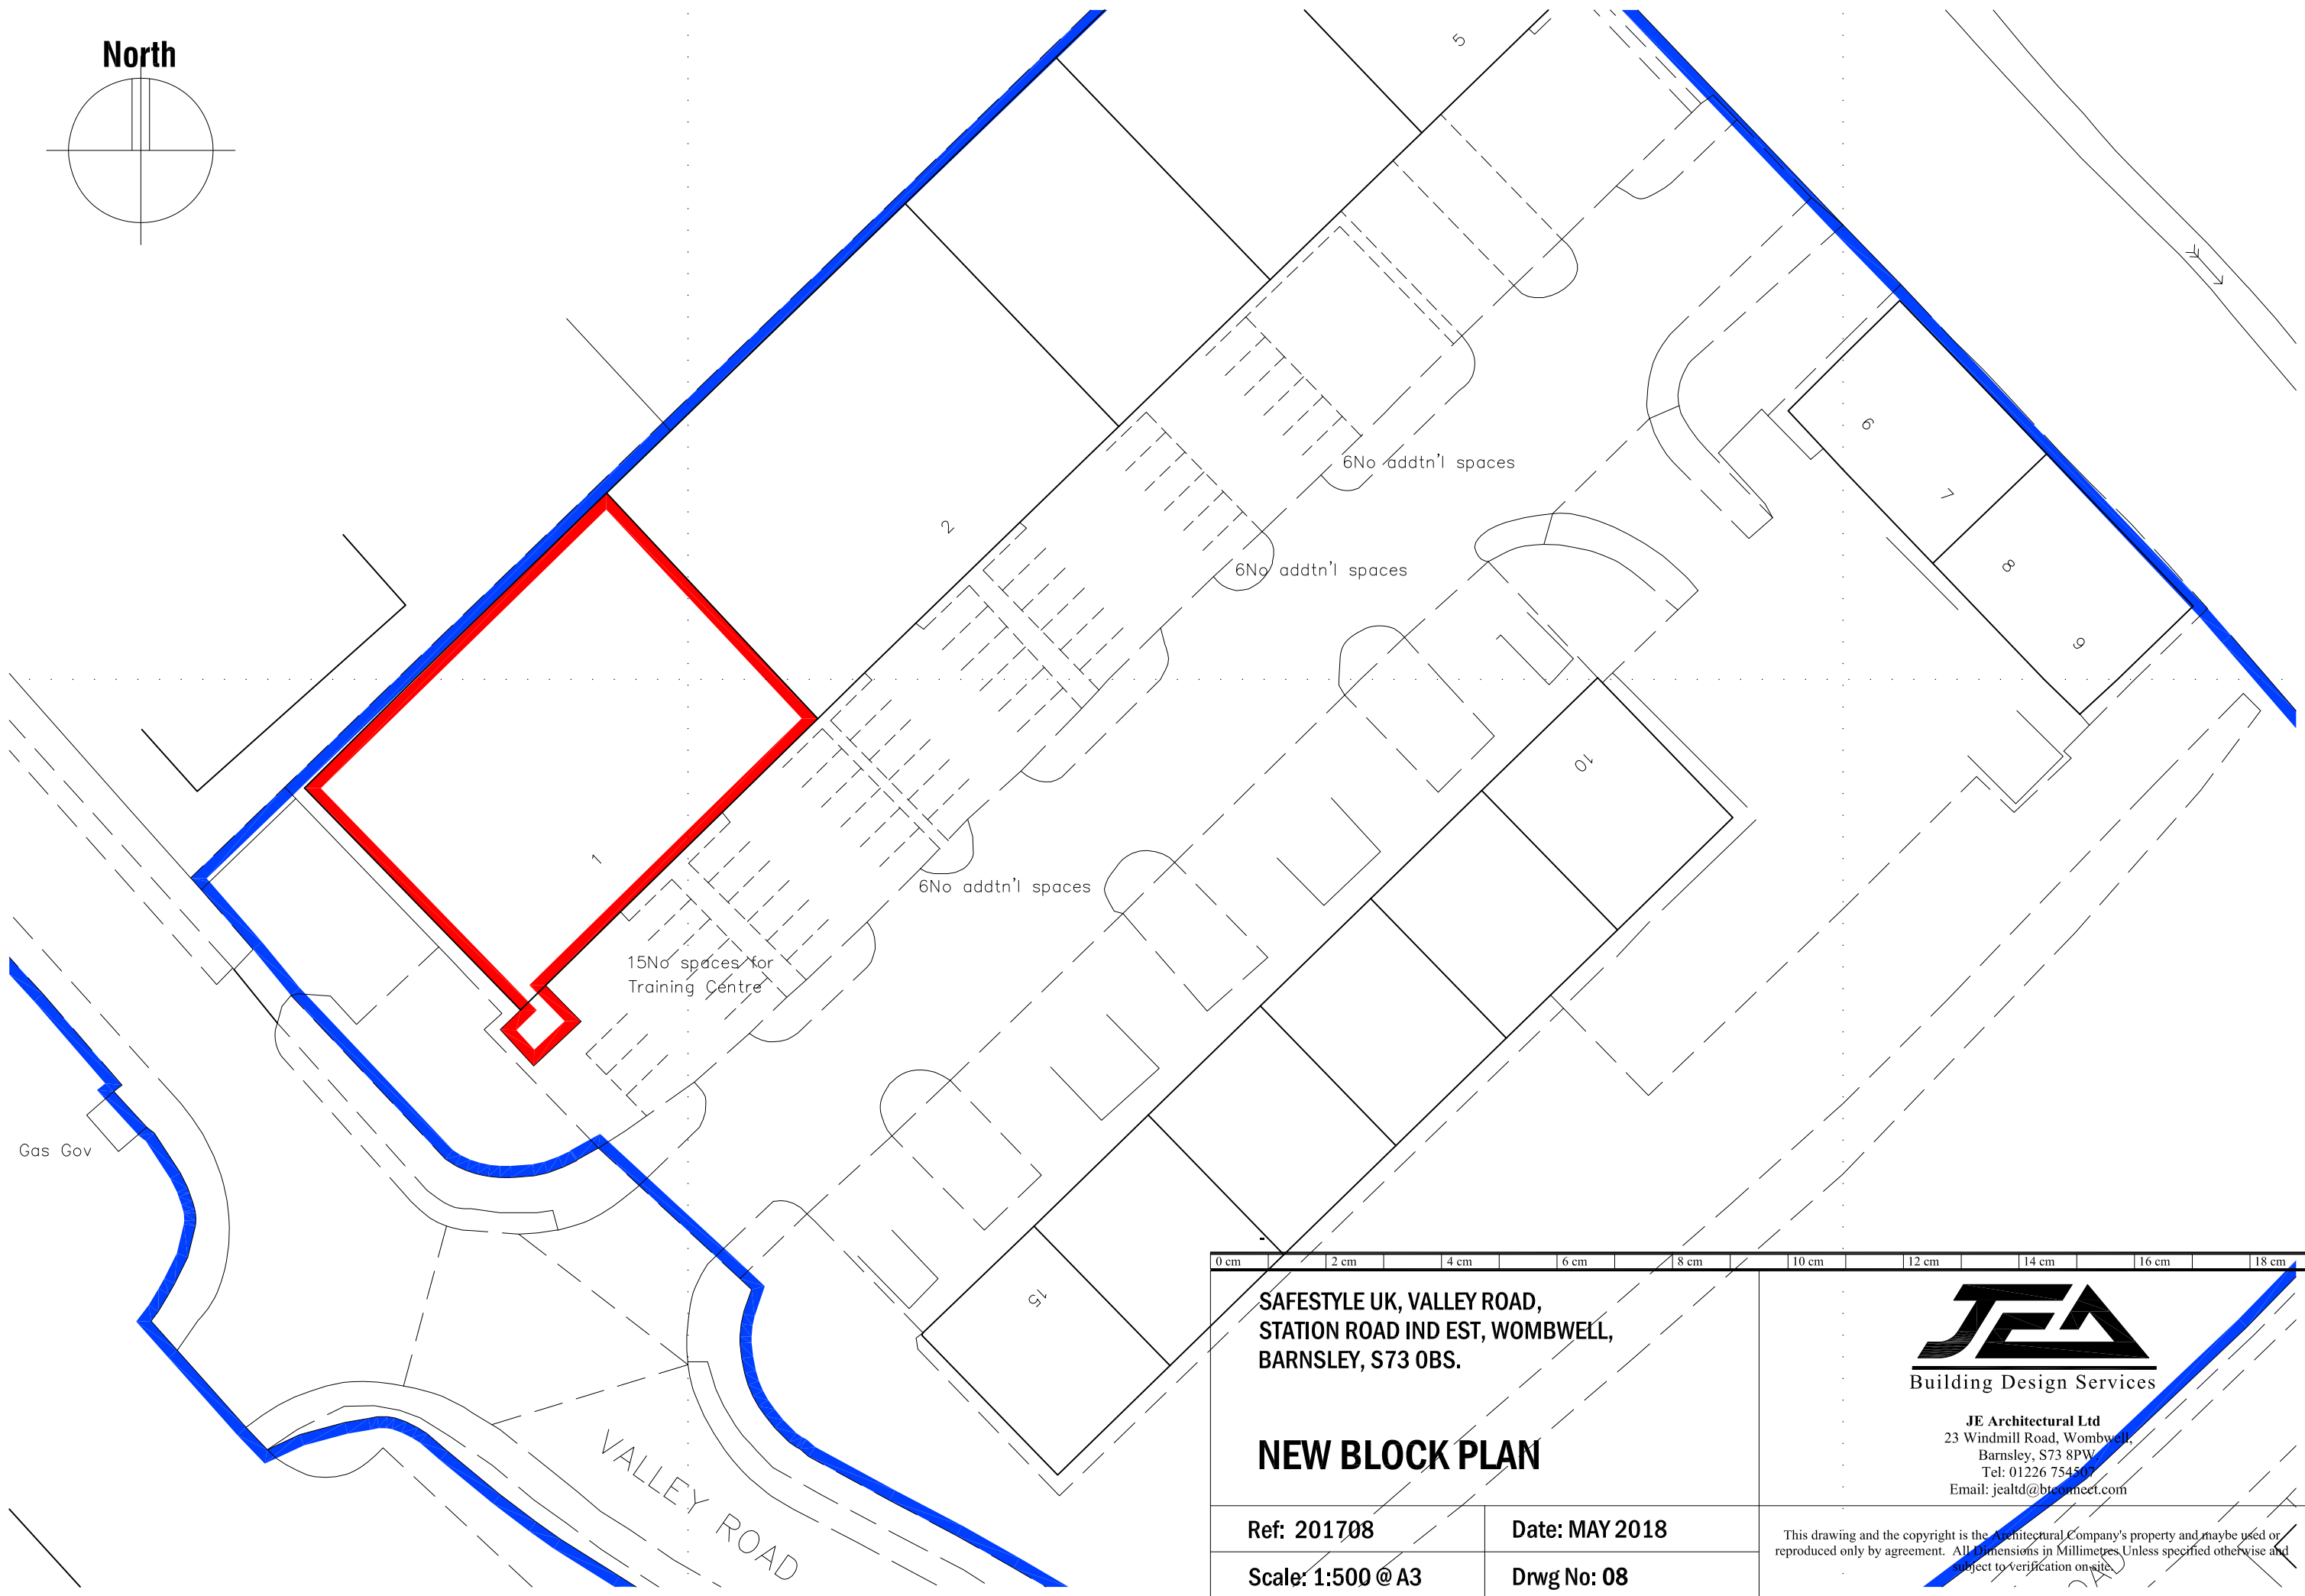 North
5
2
6No addtn'l spaces
6
7
6No addtn'l spaces
8
9
10
1
6No addtn'l spaces
15No spaces for
Training Centre
Gas Gov
15
VALLEY ROAD
0 cm 2 cm 4 cm 6 cm 8 cm 10 cm 12 cm 14 cm 16 cm 18 cm
SAFESTYLE UK, VALLEY ROAD,
STATION ROAD IND EST, WOMBWELL,
BARNSLEY, S73 0BS.
NEW BLOCK PLAN
Ref: 201708
Date: MAY 2018
Scale: 1:500 @ A3
Drwg No: 08
JEA
Building Design Services
JE Architectural Ltd
23 Windmill Road, Wombwell,
Barnsley, S73 8PW.
Tel: 01226 754507
Email: jealtd@btconnect.com
This drawing and the copyright is the Architectural Company's property and maybe used or
reproduced only by agreement. All Dimensions in Millimetres Unless specified otherwise and
subject to verification on site.